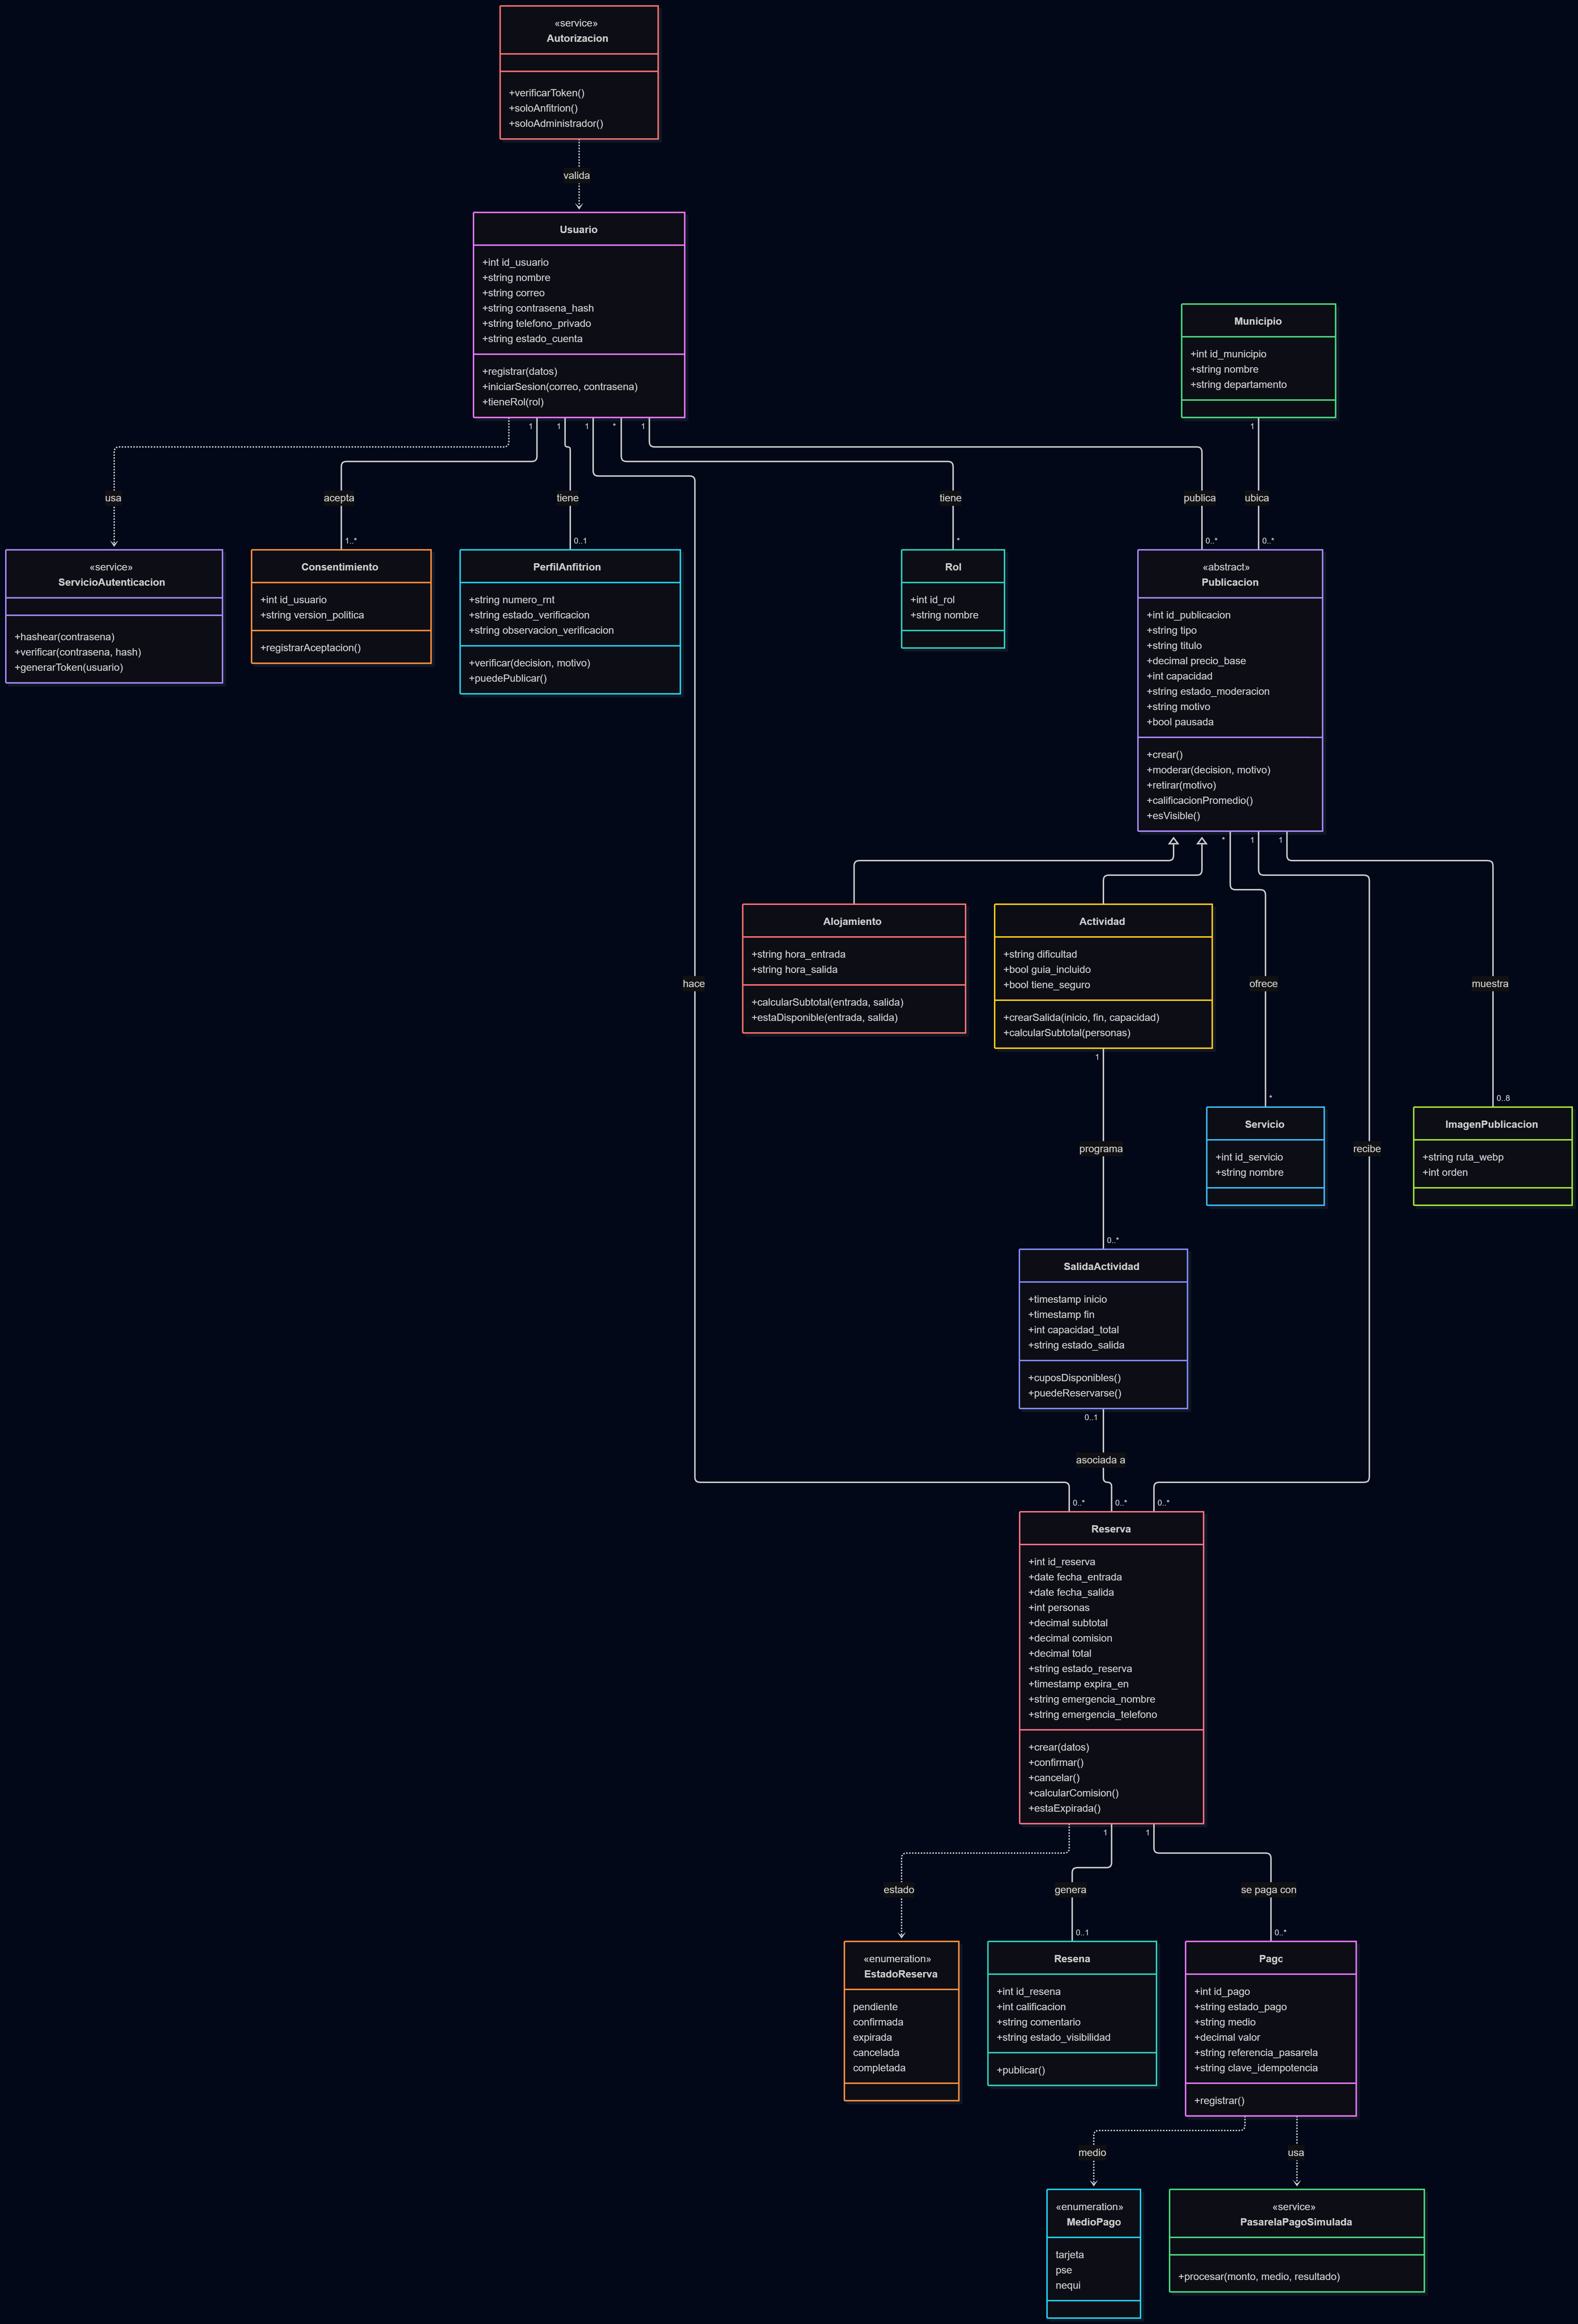 «service»
Autorizacion
+verificarToken()
+soloAnfitrion()
+soloAdministrador()
valida
Usuario
+int id_usuario
+string nombre
+string correo
+string contrasena_hash
+string telefono_privado
+string estado_cuenta
+registrar(datos)
+iniciarSesion(correo, contrasena)
+tieneRol(rol)
Municipio
+int id_municipio
+string nombre
+string departamento
1
1
1
*
1
1
usa
acepta
tiene
tiene
publica
ubica
1..*
0..1
*
0..*
0..*
«service»
ServicioAutenticacion
+hashear(contrasena)
+verificar(contrasena, hash)
+generarToken(usuario)
Consentimiento
+int id_usuario
+string version_politica
+registrarAceptacion()
PerfilAnfitrion
+string numero_rnt
+string estado_verificacion
+string observacion_verificacion
+verificar(decision, motivo)
+puedePublicar()
Rol
+int id_rol
+string nombre
«abstract»
Publicacion
+int id_publicacion
+string tipo
+string titulo
+decimal precio_base
+int capacidad
+string estado_moderacion
+string motivo
+bool pausada
+crear()
+moderar(decision, motivo)
+retirar(motivo)
+calificacionPromedio()
+esVisible()
*
1
1
Alojamiento
+string hora_entrada
+string hora_salida
+calcularSubtotal(entrada, salida)
+estaDisponible(entrada, salida)
Actividad
+string dificultad
+bool guia_incluido
+bool tiene_seguro
+crearSalida(inicio, fin, capacidad)
+calcularSubtotal(personas)
hace
ofrece
muestra
1
*
0..8
programa
recibe
Servicio
+int id_servicio
+string nombre
ImagenPublicacion
+string ruta_webp
+int orden
0..*
SalidaActividad
+timestamp inicio
+timestamp fin
+int capacidad_total
+string estado_salida
+cuposDisponibles()
+puedeReservarse()
0..1
asociada a
0..*
0..*
0..*
Reserva
+int id_reserva
+date fecha_entrada
+date fecha_salida
+int personas
+decimal subtotal
+decimal comision
+decimal total
+string estado_reserva
+timestamp expira_en
+string emergencia_nombre
+string emergencia_telefono
+crear(datos)
+confirmar()
+cancelar()
+calcularComision()
+estaExpirada()
1
1
estado
genera
se paga con
0..1
0..*
«enumeration»
EstadoReserva
pendiente
confirmada
expirada
cancelada
completada
Resena
+int id_resena
+int calificacion
+string comentario
+string estado_visibilidad
+publicar()
Pago
+int id_pago
+string estado_pago
+string medio
+decimal valor
+string referencia_pasarela
+string clave_idempotencia
+registrar()
medio
usa
«enumeration»
MedioPago
tarjeta
pse
nequi
«service»
PasarelaPagoSimulada
+procesar(monto, medio, resultado)